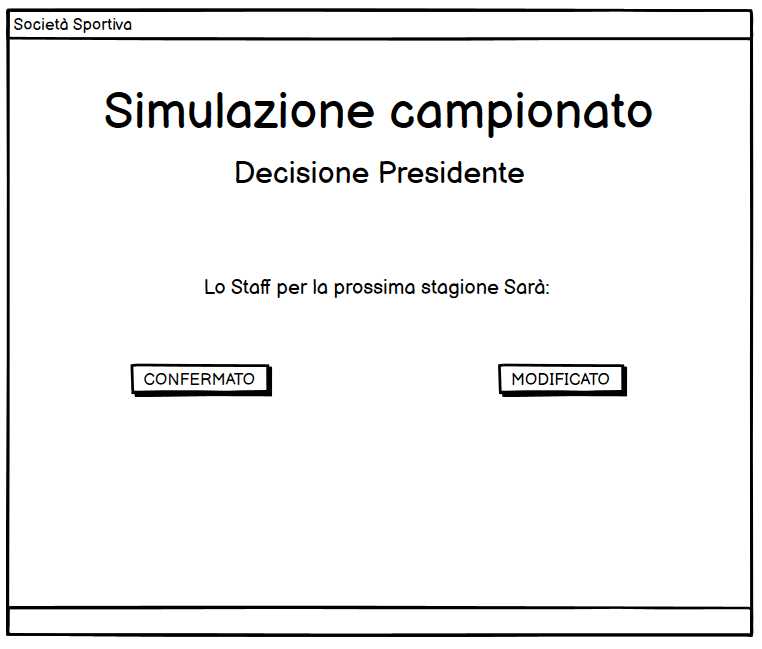 Società Sportiva
Simulazione campionato
Decisione Presidente
Lo Staff per la prossima stagione Sarà:
CONFERMATO
MODIFICATO